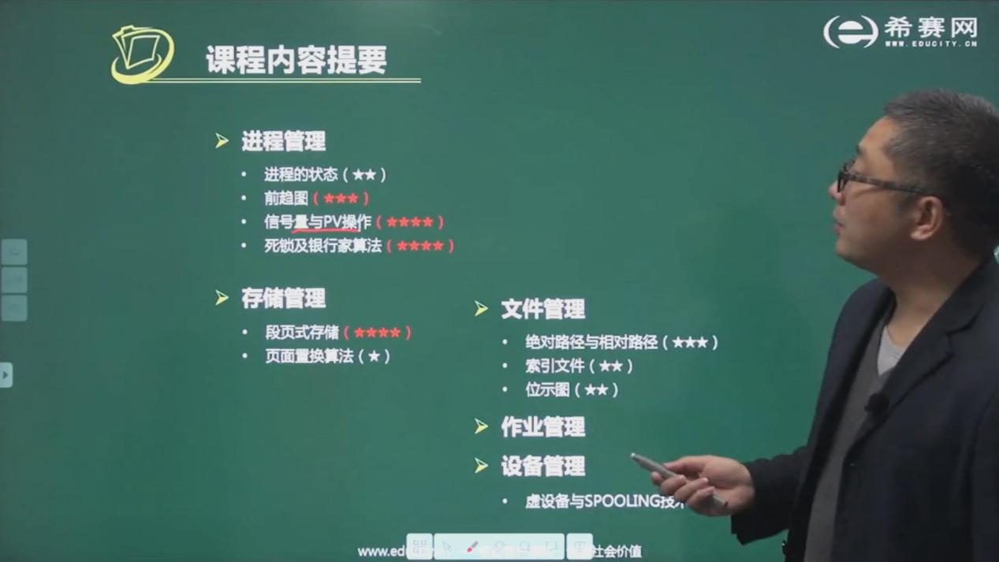 希赛网
WWW.EDUCITY.CN
课程内容提要
进程管理
进程的状态（★★）
前趋图（★★★）
信号量与PV操作（★★★★）
死锁及银行家算法（★★★★）
存储管理
段页式存储（★★★★）
页面置换算法（★）
文件管理
绝对路径与相对路径（★★★）
索引文件（★★）
位示图（★★）
作业管理
设备管理
虚设备与SPOOLING技术
社会价值